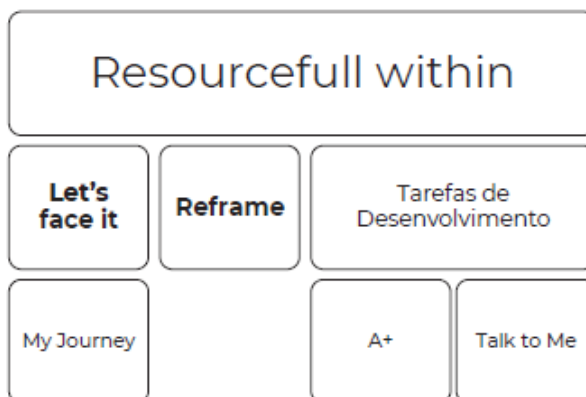 Resourcefull within
Let's
face it
Reframe
Tarefas de
Desenvolvimento
My Journey
A+
Talk to Me